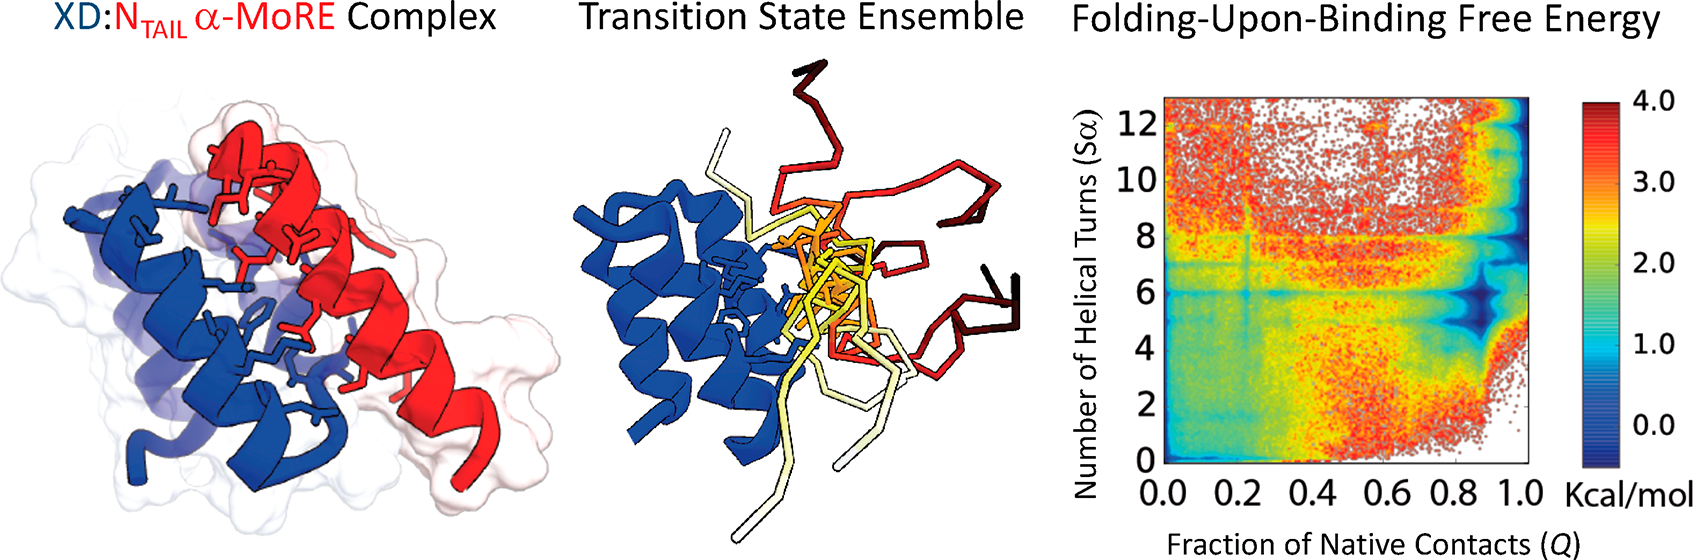 XD:NTAIL α-MoRE Complex
Transition State Ensemble
Folding-Upon-Binding Free Energy
Number of Helical Turns (Sα)
12
10
8
6
4
2
0
0.0 0.2 0.4 0.6 0.8 1.0
Fraction of Native Contacts (Q)
4.0
3.0
2.0
1.0
0.0
Kcal/mol